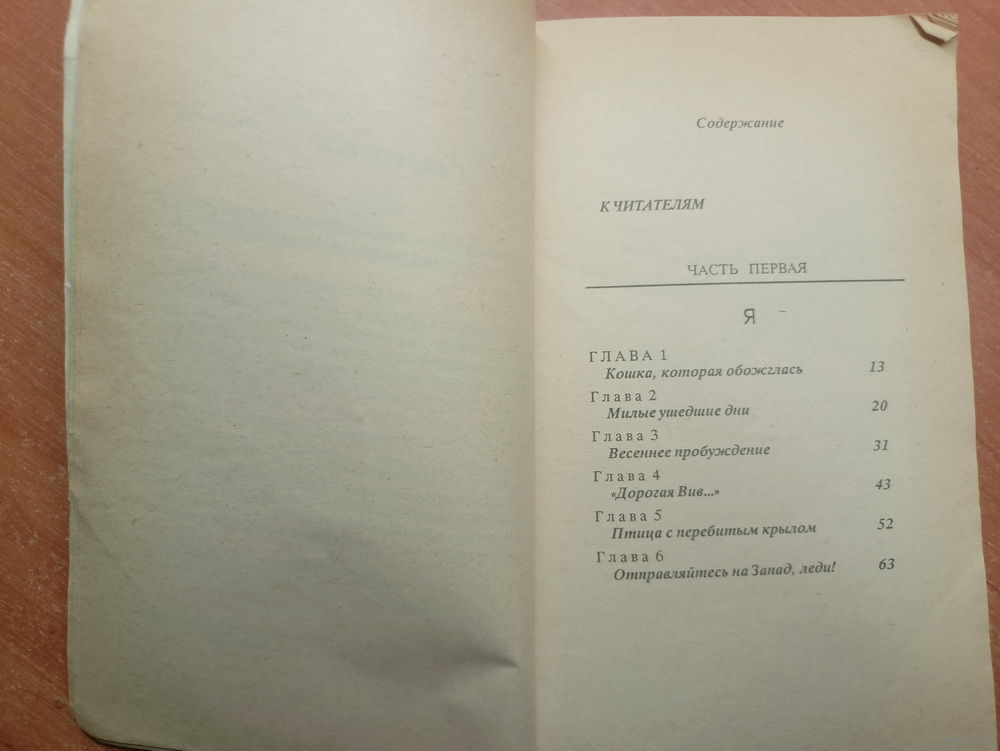 Содержание
К ЧИТАТЕЛЯМ
ЧАСТЬ ПЕРВАЯ
Я
ГЛАВА 1
Кошка, которая обожглась 13
Глава 2
Милые ушедшие дни 20
Глава 3
Весеннее пробуждение 31
Глава 4
«Дорогая Вив...» 43
Глава 5
Птица с перебитым крылом 52
Глава 6
Отправляйтесь на Запад, леди! 63